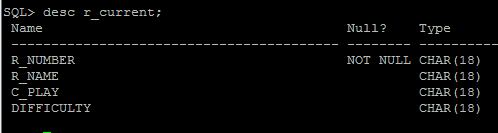 SQL> desc r_current;
Name Null? Type
----------------------------------------- -------- ----------
R_NUMBER NOT NULL CHAR(18)
R_NAME CHAR(18)
C_PLAY CHAR(18)
DIFFICULTY CHAR(18)